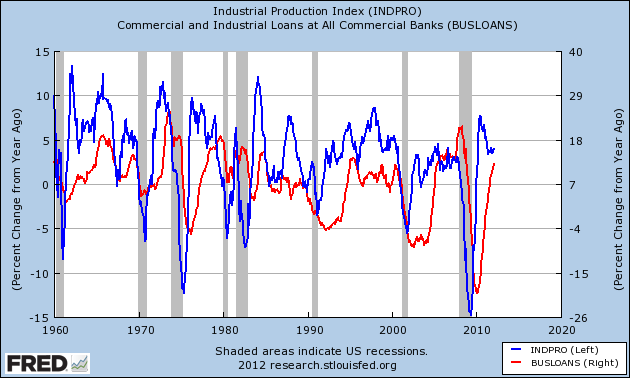 Industrial Production Index (INDPRO)
Commercial and Industrial Loans at All Commercial Banks (BUSLOANS)
15
10
5
0
-5
-10
-15
(Percent Change from Year Ago)
40
29
18
7
-4
-15
-26
(Percent Change from Year Ago)
1960 1970 1980 1990 2000 2010 2020
Shaded areas indicate US recessions.
2012 research.stlouisfed.org
FRED
INDPRO (Left)
BUSLOANS (Right)